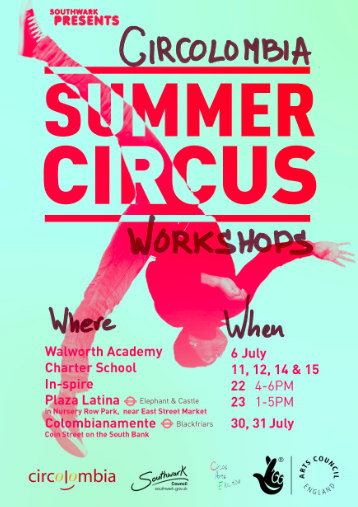 SOUTHWARK
PRESENTS
CIRCOLOMBIA
SUMMER
CIRCUS
WORKSHOPS
Where When
Walworth Academy 6 July
Charter School 11, 12, 14 & 15
In-spire 22 4-6PM
Plaza Latina Elephant & Castle 23 1-5PM
in Nursery Row Park, near East Street Market
Colombianamente Blackfriars 30, 31 July
Coin Street on the South Bank
circolombia
Southwark
Council
southwark.gov.uk
ARTS COUNCIL
ENGLAND